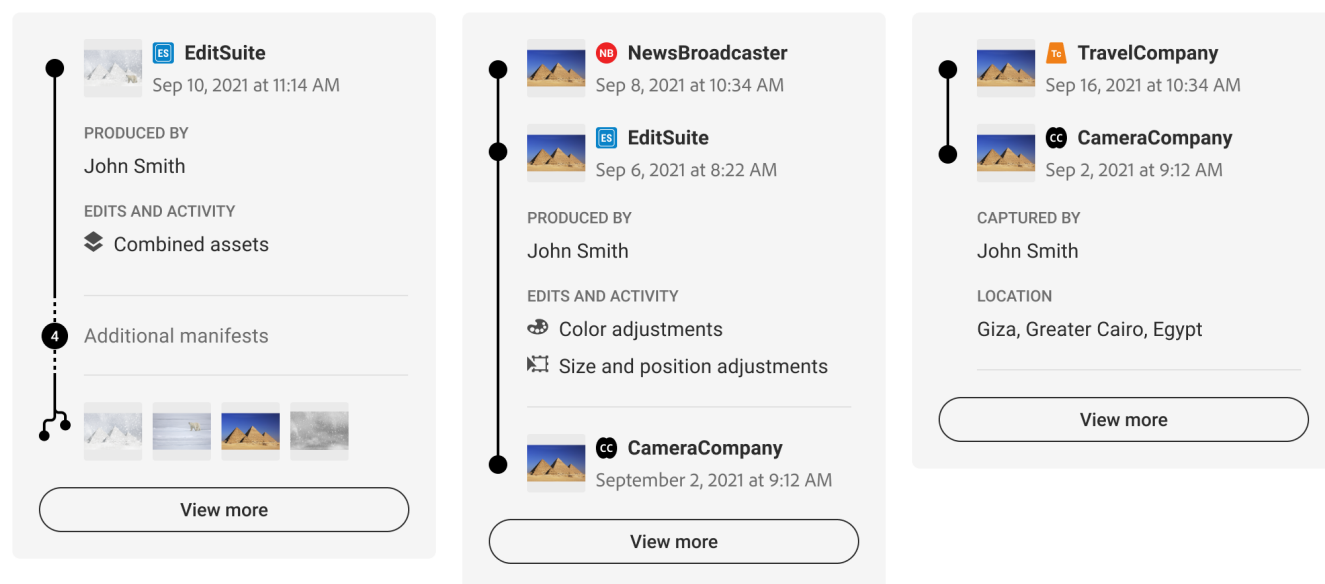 ES EditSuite
Sep 10, 2021 at 11:14 AM
PRODUCED BY
John Smith
EDITS AND ACTIVITY
Combined assets
4 Additional manifests
View more
NB NewsBroadcaster
Sep 8, 2021 at 10:34 AM
ES EditSuite
Sep 6, 2021 at 8:22 AM
PRODUCED BY
John Smith
EDITS AND ACTIVITY
Color adjustments
Size and position adjustments
CC CameraCompany
September 2, 2021 at 9:12 AM
View more
Tc TravelCompany
Sep 16, 2021 at 10:34 AM
CC CameraCompany
Sep 2, 2021 at 9:12 AM
CAPTURED BY
John Smith
LOCATION
Giza, Greater Cairo, Egypt
View more